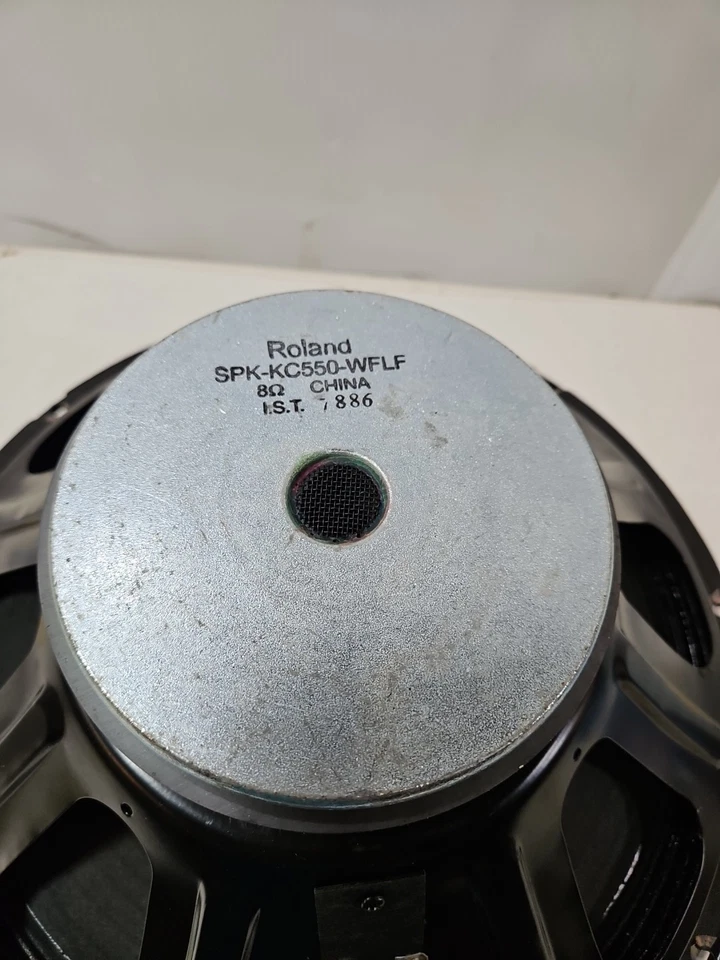 Roland
SPK-KC550-WFLF
8Ω CHINA
I.S.T. 7886